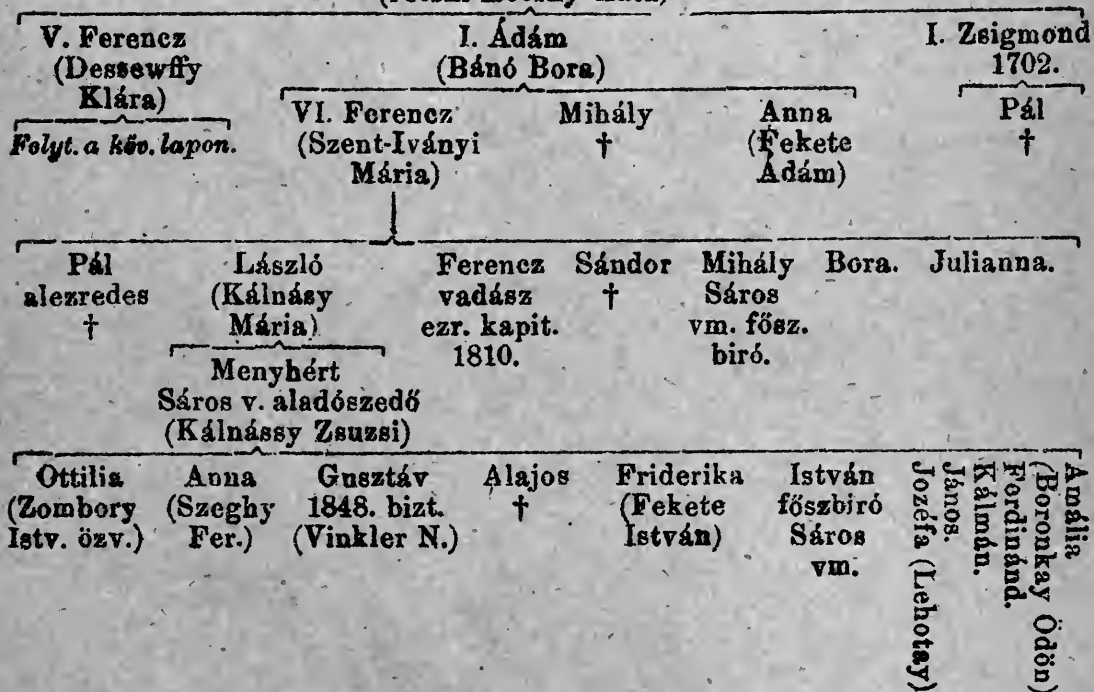 V. Ferencz
(Dessewffy
Klára)
Folyt. a köv. lapon.
I. Ádám
(Bánó Bora)
I. Zsigmond
1702.
Pál
†
VI. Ferencz
(Szent-Iványi
Mária)
Mihály
†
Anna
(Fekete
Ádám)
Pál
alezredes
†
László
(Kálnásy
Mária)
Ferencz
vadász
ezr. kapit.
1810.
Sándor
†
Mihály
Sáros
vm. fősz.
biró.
Bora.
Julianna.
Menyhért
Sáros v. aladószedő
(Kálnássy Zsuzsi)
Ottilia
(Zombory
Istv. özv.)
Anna
(Szeghy
Fer.)
Gusztáv
1848. bizt.
(Vinkler N.)
Alajos
†
Friderika
(Fekete
István)
István
főszbiró
Sáros
vm.
Amália
(Boronkay Ödön)
Ferdinánd.
Kálmán.
János.
Jozéfa (Lehotay)